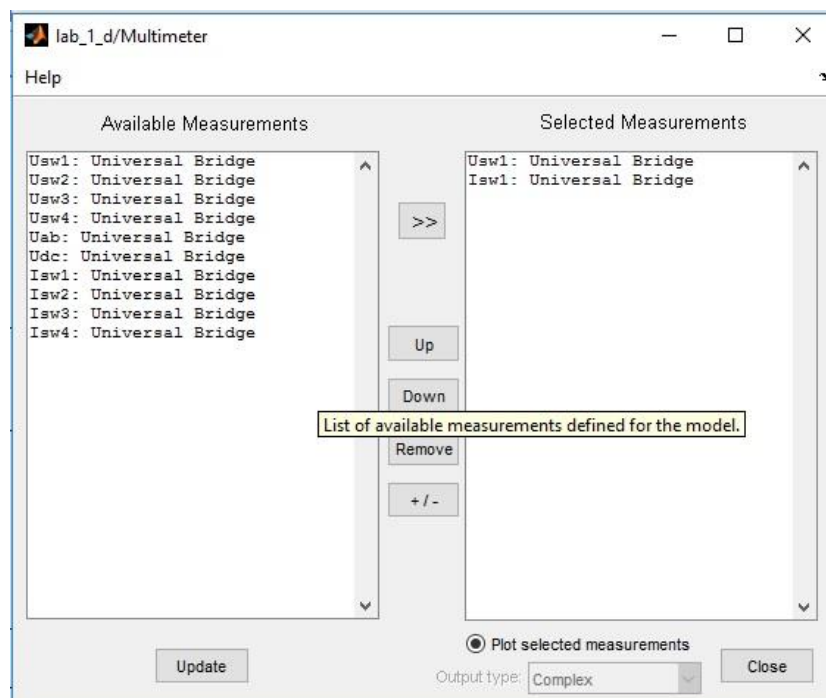 lab_1_d/Multimeter
Help
Available Measurements
Usw1: Universal Bridge
Usw2: Universal Bridge
Usw3: Universal Bridge
Usw4: Universal Bridge
Uab: Universal Bridge
Udc: Universal Bridge
Isw1: Universal Bridge
Isw2: Universal Bridge
Isw3: Universal Bridge
Isw4: Universal Bridge
Update
>>
Up
Down
List of available measurements defined for the model.
Remove
+ / -
Selected Measurements
Usw1: Universal Bridge
Isw1: Universal Bridge
Plot selected measurements
Output type: Complex
Close